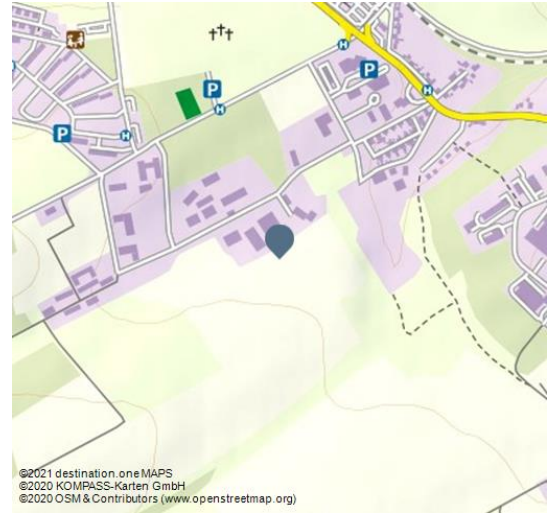 P
H
P
H
H
P
H
©2021 destination.one MAPS
©2020 KOMPASS-Karten GmbH
©2020 OSM & Contributors (www.openstreetmap.org)